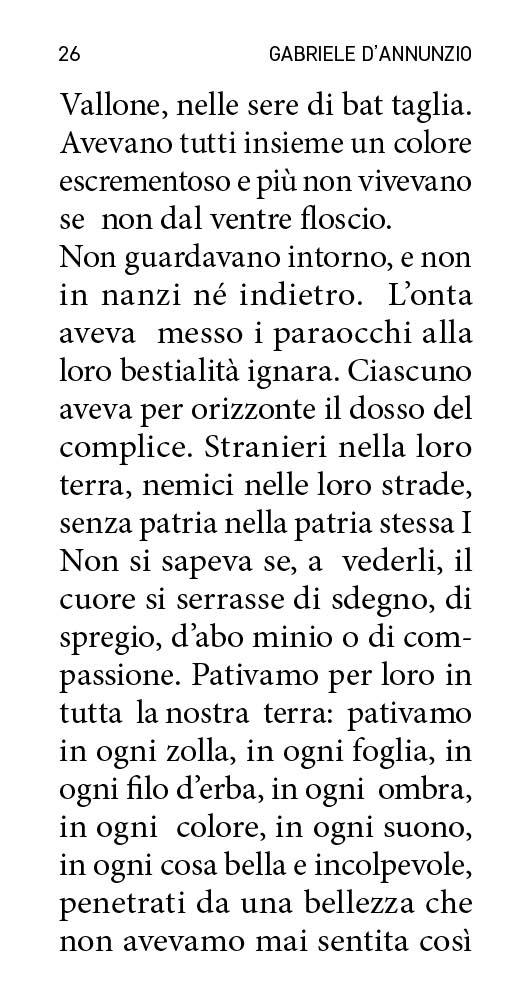 26 GABRIELE D’ANNUNZIO
Vallone, nelle sere di bat taglia.
Avevano tutti insieme un colore
escrementoso e più non vivevano
se non dal ventre floscio.
Non guardavano intorno, e non
in nanzi né indietro. L’onta
aveva messo i paraocchi alla
loro bestialità ignara. Ciascuno
aveva per orizzonte il dosso del
complice. Stranieri nella loro
terra, nemici nelle loro strade,
senza patria nella patria stessa I
Non si sapeva se, a vederli, il
cuore si serrasse di sdegno, di
spregio, d’abo minio o di com-
passione. Pativamo per loro in
tutta la nostra terra: pativamo
in ogni zolla, in ogni foglia, in
ogni filo d’erba, in ogni ombra,
in ogni colore, in ogni suono,
in ogni cosa bella e incolpevole,
penetrati da una bellezza che
non avevamo mai sentita così